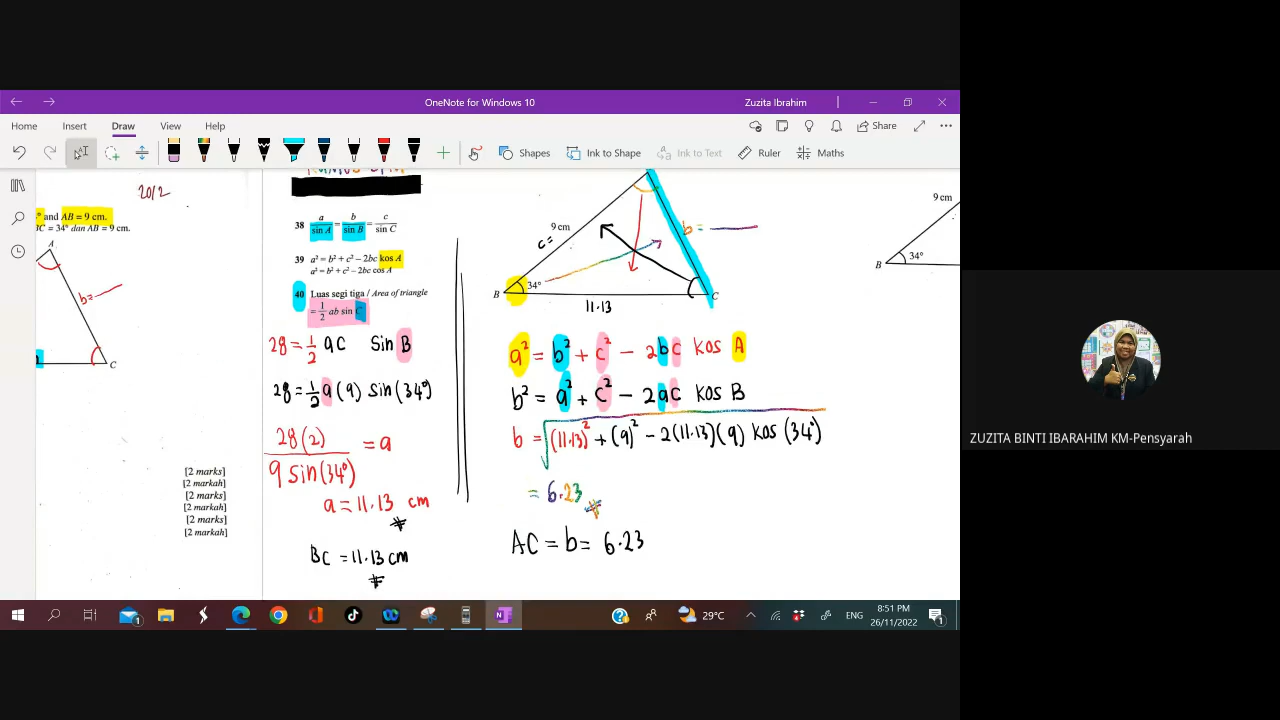 OneNote for Windows 10
Zuzita Ibrahim
Home Insert Draw View Help
Share
Shapes
Ink to Shape
Ink to Text
Ruler
Maths
2012
and AB = 9 cm.
BC = 34° dan AB = 9 cm.
A
b=
C
[2 marks]
[2 markah]
[2 marks]
[2 markah]
[2 marks]
[2 markah]
38 a/sin A = b/sin B = c/sin C
39 a² = b² + c² – 2bc kos A
a² = b² + c² – 2bc cos A
40 Luas segi tiga / Area of triangle
= 1/2 ab sin C
28 = 1/2 ac Sin B
28 = 1/2 a (9) sin (34°)
28(2)/9 sin(34°) = a
a = 11.13 cm
BC = 11.13 cm
9 cm
c =
b =
B 34° C
11.13
a² = b² + c² - 2bc kos A
b² = a² + c² - 2ac kos B
b = √(11.13)² + (9)² - 2(11.13)(9) kos (34°)
= 6.23
AC = b = 6.23
9 cm
B 34°
ZUZITA BINTI IBARAHIM KM-Pensyarah
29°C
ENG
8:51 PM
26/11/2022